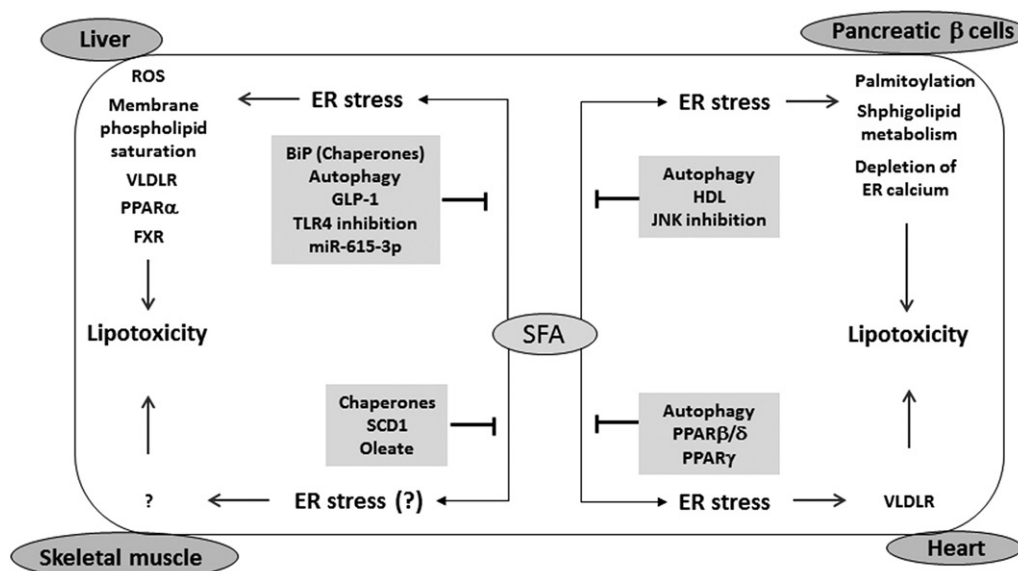 Liver
Pancreatic β cells
ROS
Membrane
phospholipid
saturation
VLDLR
PPARα
FXR
Lipotoxicity
ER stress
BiP (Chaperones)
Autophagy
GLP-1
TLR4 inhibition
miR-615-3p
ER stress
Autophagy
HDL
JNK inhibition
Palmitoylation
Shphigolipid
metabolism
Depletion of
ER calcium
Lipotoxicity
SFA
Chaperones
SCD1
Oleate
ER stress (?)
?
Autophagy
PPARβ/δ
PPARγ
ER stress
VLDLR
Skeletal muscle
Heart